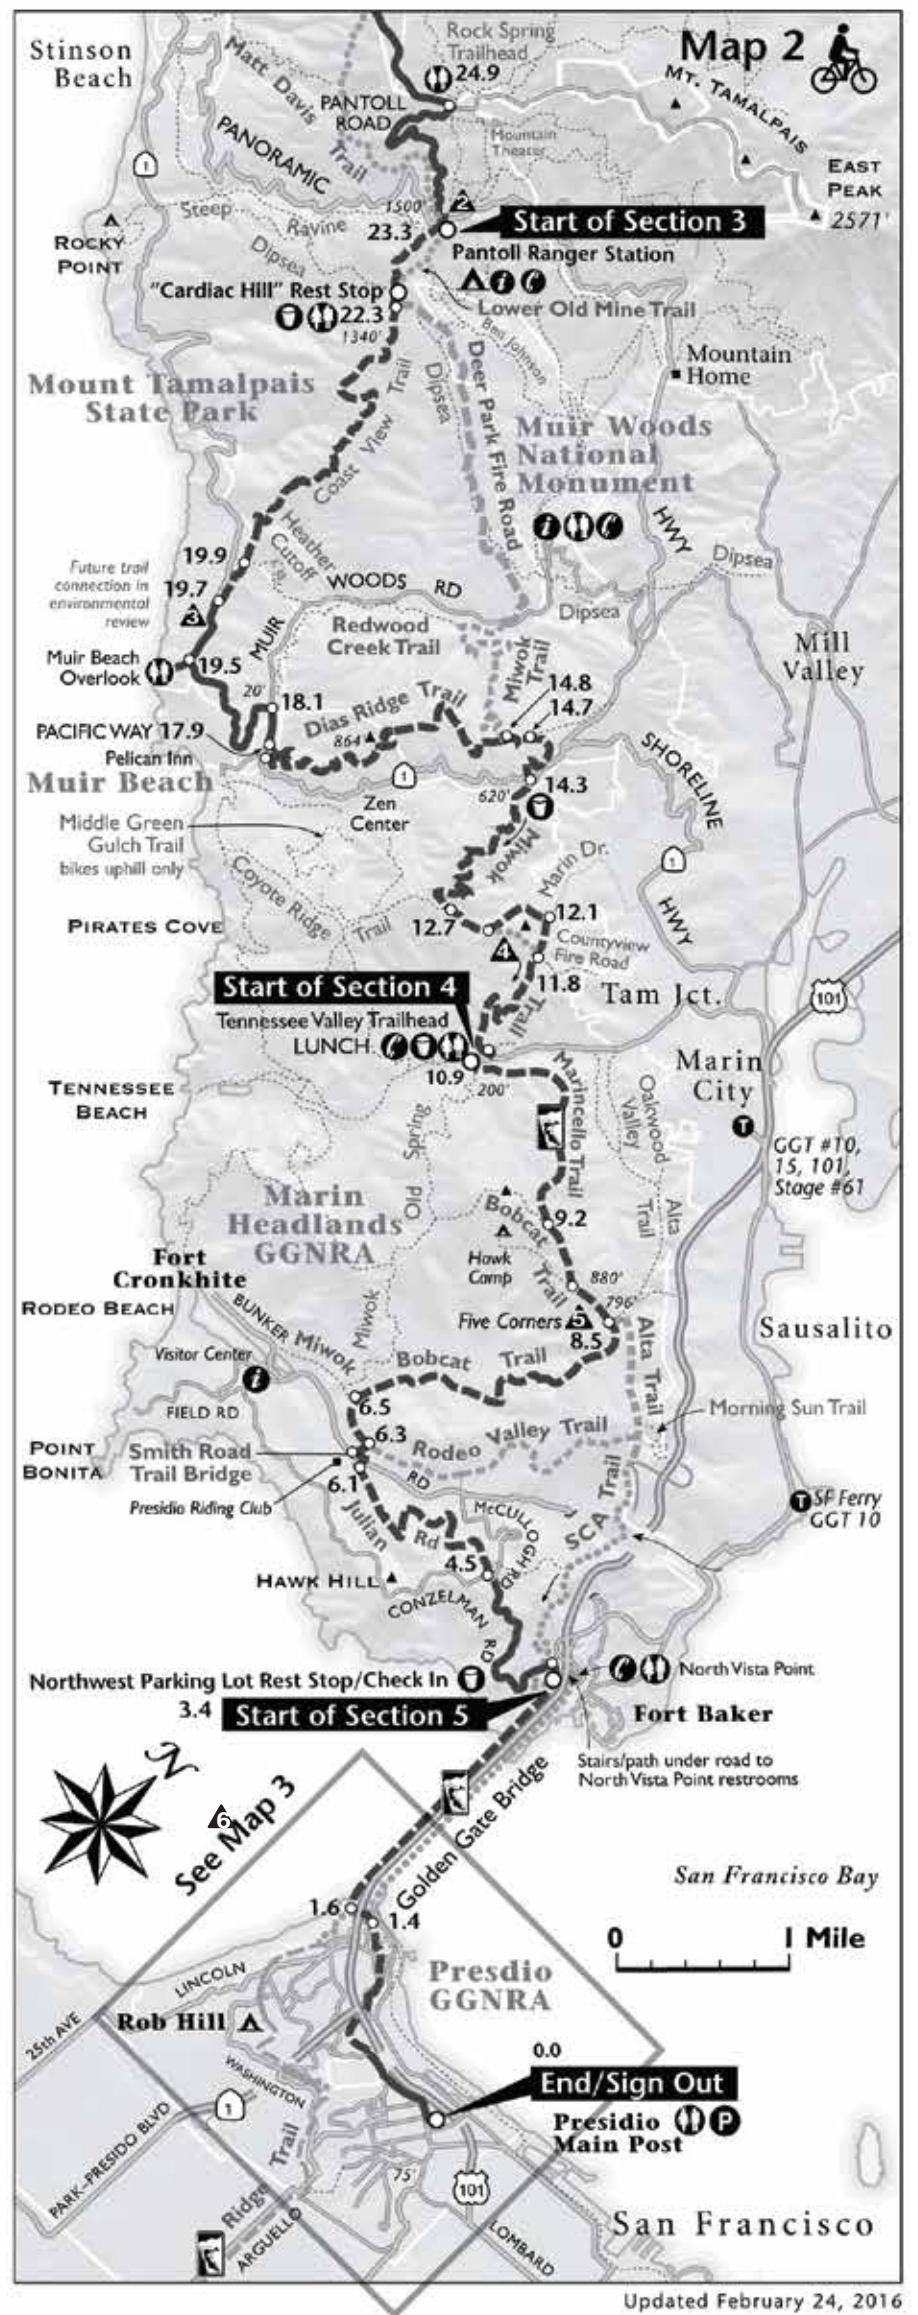 Map 2
Stinson
Beach
Matt Davis
Trail
Rock Spring
Trailhead
24.9
PANTOLL
ROAD
MT. TAMALPAIS
Mountain
Theater
PANORAMIC
1
EAST
PEAK
2571'
1500'
2
Steep
Ravine
23.3
Start of Section 3
ROCKY
POINT
Dipsea
Pantoll Ranger Station
"Cardiac Hill" Rest Stop
22.3
1340'
Lower Old Mine Trail
Ben Johnson
Mountain
Home
Mount Tamalpais
State Park
Coast View Trail
Dipsea
Deer Park Fire Road
Muir Woods
National
Monument
HWY
Dipsea
Heather
Cutoff
19.9
Future trail
connection in
environmental
review
19.7
3
MUIR WOODS RD
Dipsea
Redwood
Creek Trail
Miwok
Trail
Mill
Valley
Muir Beach
Overlook
19.5
20'
18.1
14.8
14.7
Dias Ridge Trail
864
PACIFIC WAY 17.9
Pelican Inn
Muir Beach
1
SHORELINE
14.3
620'
Zen
Center
Middle Green
Gulch Trail
bikes uphill only
Miwok
Marin Dr.
1
Coyote Ridge
Trail
PIRATES COVE
12.7
12.1
HWY
4
Countyview
Fire Road
11.8
Trail
Start of Section 4
Tam Jct.
101
Tennessee Valley Trailhead
LUNCH
10.9
200'
Marin
City
TENNESSEE
BEACH
Marincello Trail
Oakwood
Valley
Trail
T
GGT #10,
15, 101,
Stage #61
Old Spring
Marin
Headlands
GGNRA
Bobcat
Trail
9.2
Alta
Trail
Hawk
Camp
Fort
Cronkhite
880'
796'
RODEO BEACH
BUNKER
Miwok
Miwok
Five Corners
5
8.5
Sausalito
Visitor Center
Bobcat Trail
Alta Trail
FIELD RD
6.5
Morning Sun Trail
6.3
Rodeo Valley Trail
POINT
BONITA
Smith Road
Trail Bridge
6.1
RD
Presidio Riding Club
Julian
Rd
McCULLOGH RD
SCA Trail
T
SF Ferry
GGT 10
4.5
HAWK HILL
CONZELMAN
RD
Northwest Parking Lot Rest Stop/Check In
North Vista Point
3.4
Start of Section 5
Fort Baker
Stairs/path under road to
North Vista Point restrooms
N
6
See Map 3
Golden Gate Bridge
San Francisco Bay
1.6
1.4
0
1 Mile
LINCOLN
Presdio
GGNRA
25th AVE
Rob Hill
0.0
WASHINGTON
End/Sign Out
1
Presidio
Main Post
P
PARK-PRESIDO BLVD
Ridge Trail
75'
101
ARGUELLO
LOMBARD
San Francisco
Updated February 24, 2016